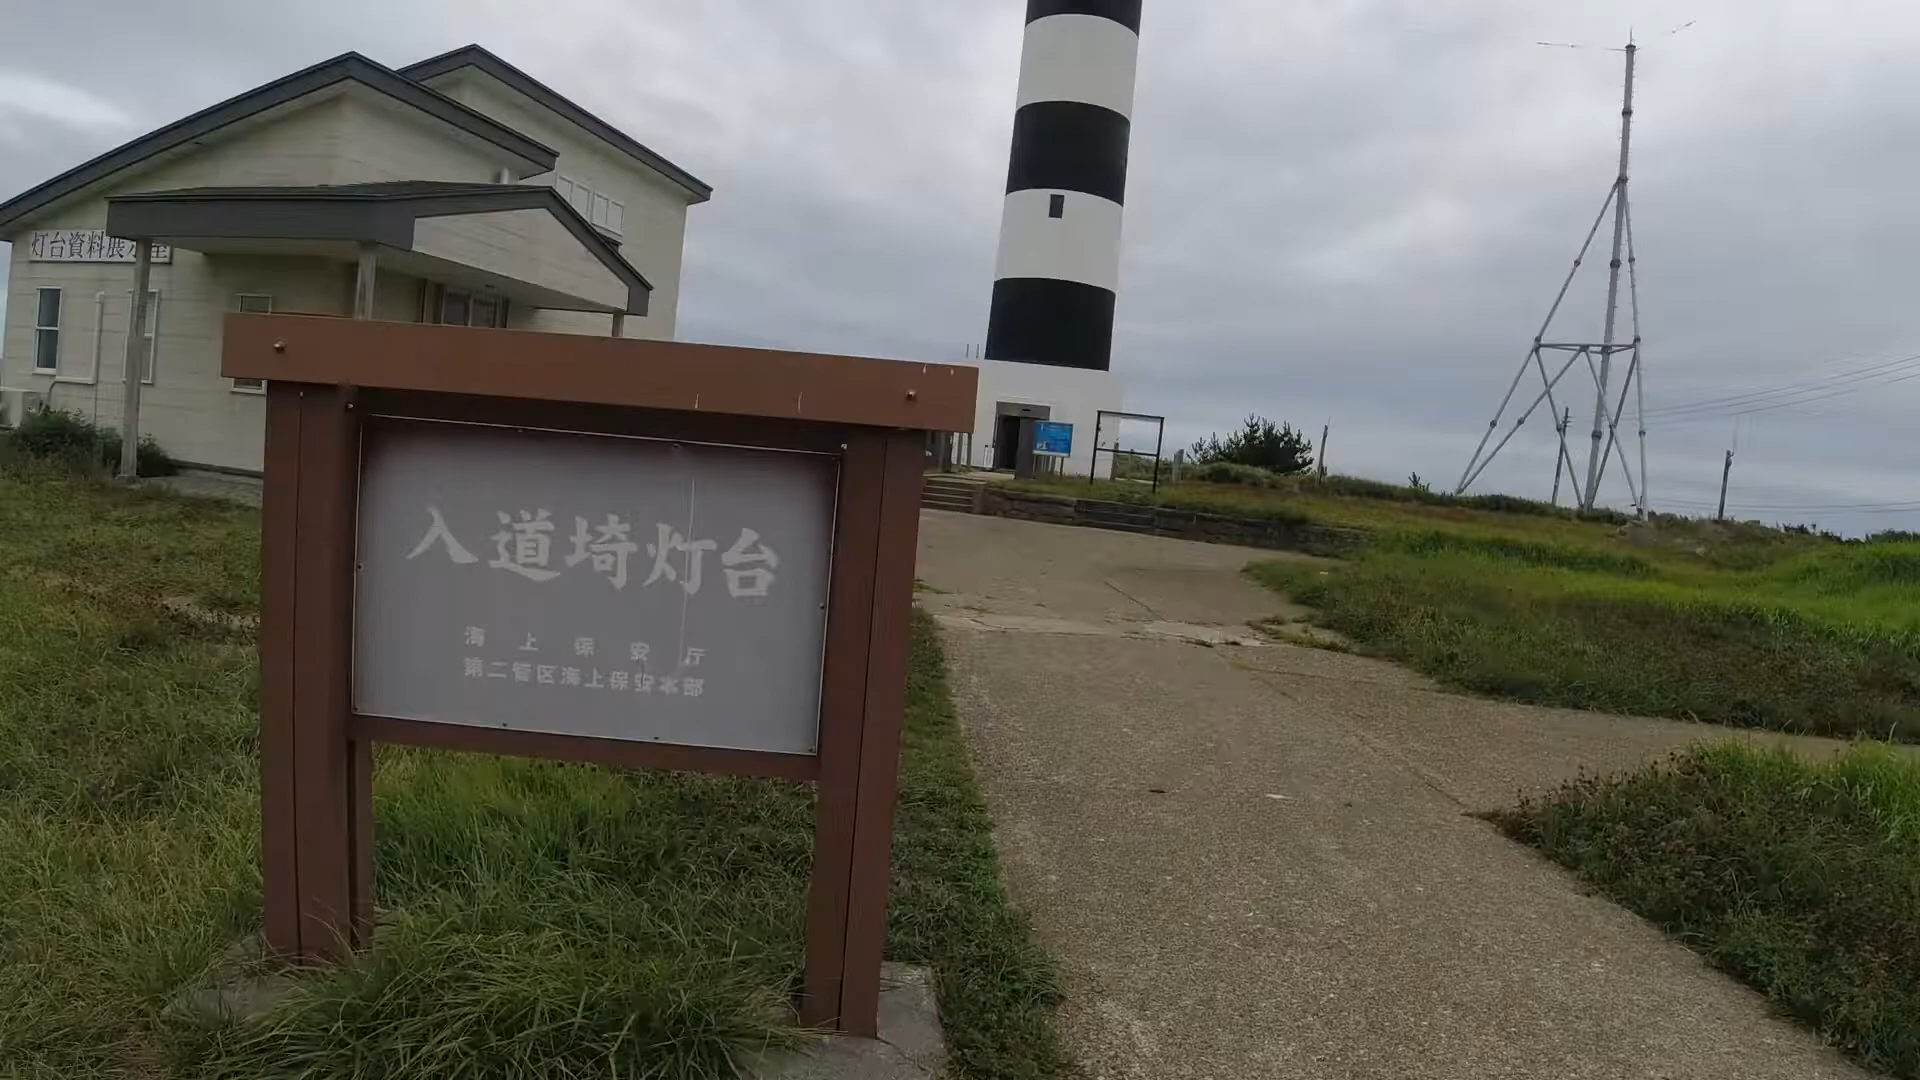 灯台資料展示室
入道埼灯台
海上保安庁
第二管区海上保安本部